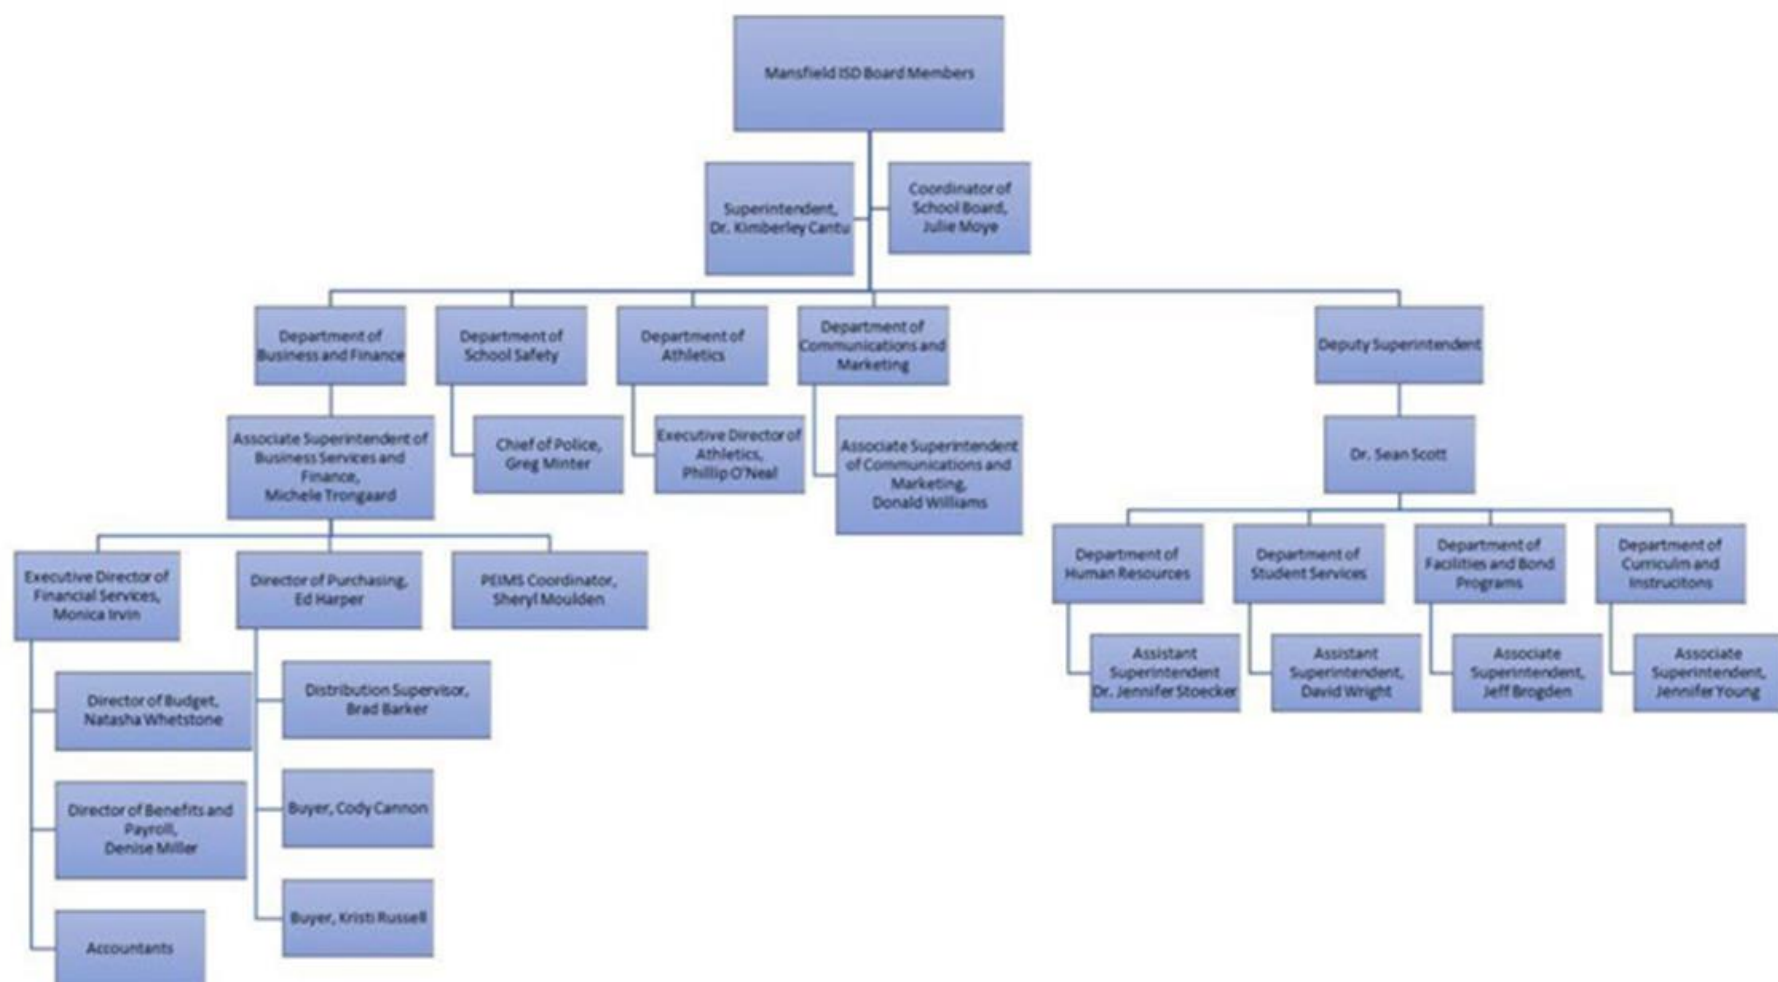 Mansfield ISD Board Members
Superintendent,
Dr. Kimberley Cantu
Coordinator of
School Board,
Julie Moye
Department of
Business and Finance
Department of
School Safety
Department of
Athletics
Department of
Communications and
Marketing
Deputy Superintendent
Associate Superintendent of
Business Services and
Finance,
Michele Trongaard
Chief of Police,
Greg Minter
Executive Director of
Athletics,
Phillip O'Neal
Associate Superintendent
of Communications and
Marketing,
Donald Williams
Dr. Sean Scott
Executive Director of
Financial Services,
Monica Irvin
Director of Purchasing,
Ed Harper
PEIMS Coordinator,
Sheryl Moulden
Department of
Human Resources
Department of
Student Services
Department of
Facilities and Bond
Programs
Department of
Curriculm and
Instrucitons
Director of Budget,
Natasha Whetstone
Distribution Supervisor,
Brad Barker
Assistant
Superintendent
Dr. Jennifer Stoecker
Assistant
Superintendent,
David Wright
Associate
Superintendent,
Jeff Brogden
Associate
Superintendent,
Jennifer Young
Director of Benefits and
Payroll,
Denise Miller
Buyer, Cody Cannon
Accountants
Buyer, Kristi Russell